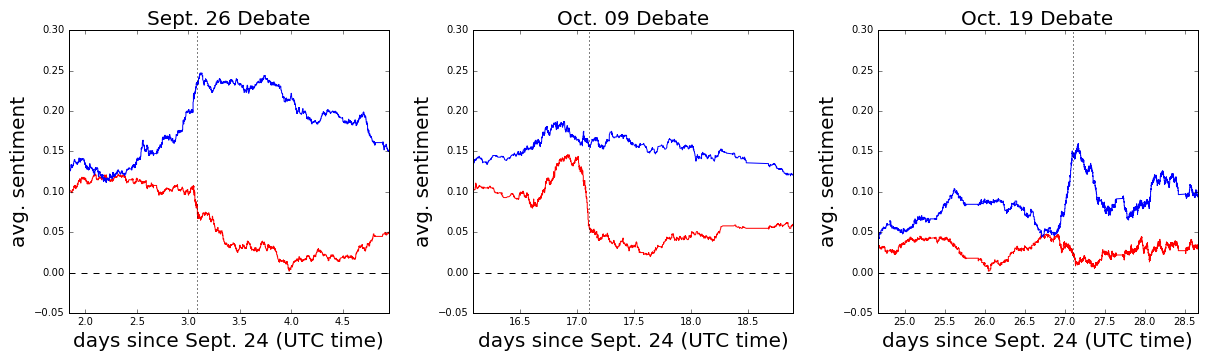 Sept. 26 Debate
avg. sentiment
0.30
0.25
0.20
0.15
0.10
0.05
0.00
−0.05
2.0 2.5 3.0 3.5 4.0 4.5
days since Sept. 24 (UTC time)
Oct. 09 Debate
avg. sentiment
0.30
0.25
0.20
0.15
0.10
0.05
0.00
−0.05
16.5 17.0 17.5 18.0 18.5
days since Sept. 24 (UTC time)
Oct. 19 Debate
avg. sentiment
0.30
0.25
0.20
0.15
0.10
0.05
0.00
−0.05
25.0 25.5 26.0 26.5 27.0 27.5 28.0 28.5
days since Sept. 24 (UTC time)